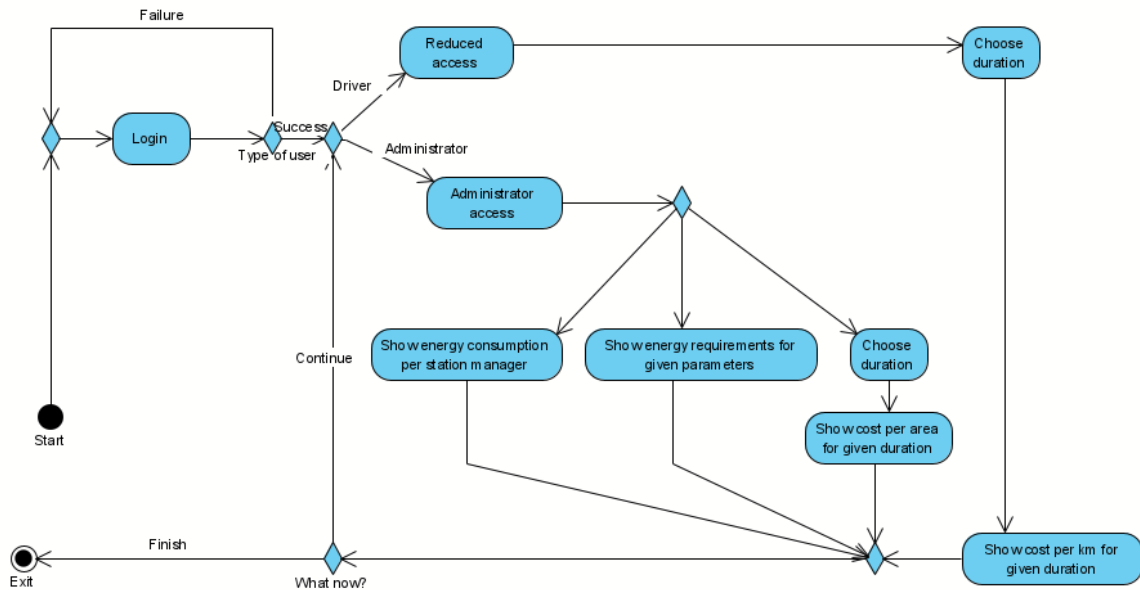 Failure
Reduced
access
Choose
duration
Driver
Login
Success
Type of user
Administrator
Administrator
access
Show energy consumption
per station manager
Show energy requirements for
given parameters
Choose
duration
Continue
Show cost per area
for given duration
Start
Finish
Exit
What now?
Show cost per km for
given duration